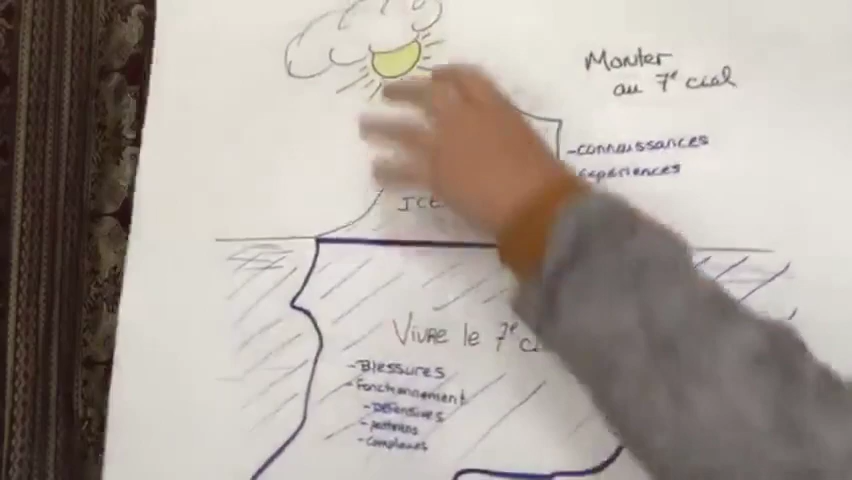 Monter
au 7e ciel
-connaissances
expériences
Vivre le 7e
-Blessures
-Fonctionnement
-Défensives
-patterns
-complexes